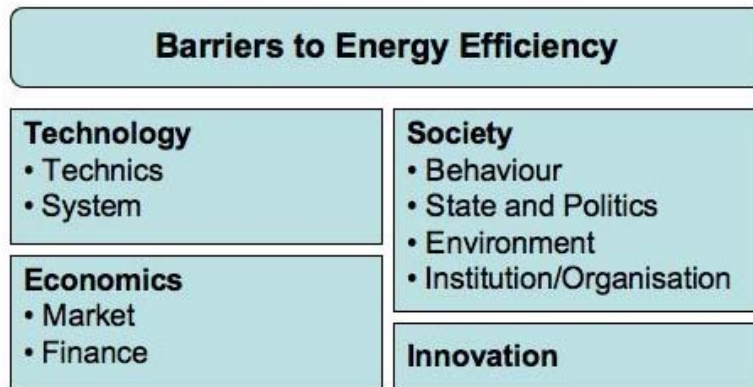 Barriers to Energy Efficiency
Technology
• Technics
• System
Economics
• Market
• Finance
Society
• Behaviour
• State and Politics
• Environment
• Institution/Organisation
Innovation